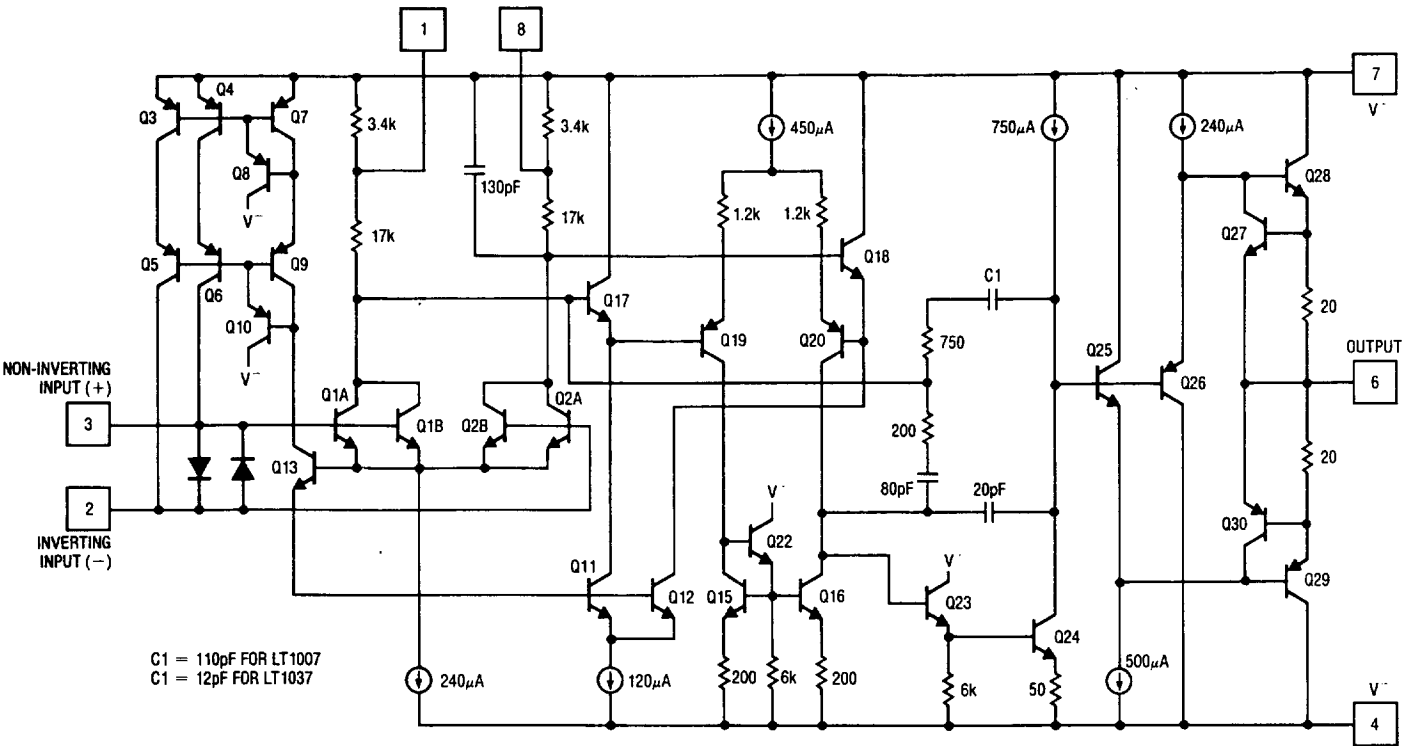 1
8
7
V⁻
Q3
Q4
Q7
3.4k
3.4k
450μA
750μA
240μA
Q8
V⁻
130pF
Q28
17k
17k
1.2k
1.2k
Q27
Q5
Q9
Q6
Q18
C1
Q10
V⁻
Q17
Q19
Q20
750
20
Q25
Q26
OUTPUT
6
NON-INVERTING
INPUT (+)
3
Q1A
Q1B
Q2B
Q2A
200
20
Q13
80pF
20pF
2
INVERTING
INPUT (−)
V⁻
Q30
Q22
Q11
Q12
Q15
Q16
V⁻
Q23
Q29
Q24
C1 = 110pF FOR LT1007
C1 = 12pF FOR LT1037
240μA
120μA
200
6k
200
6k
50
500μA
V⁻
4